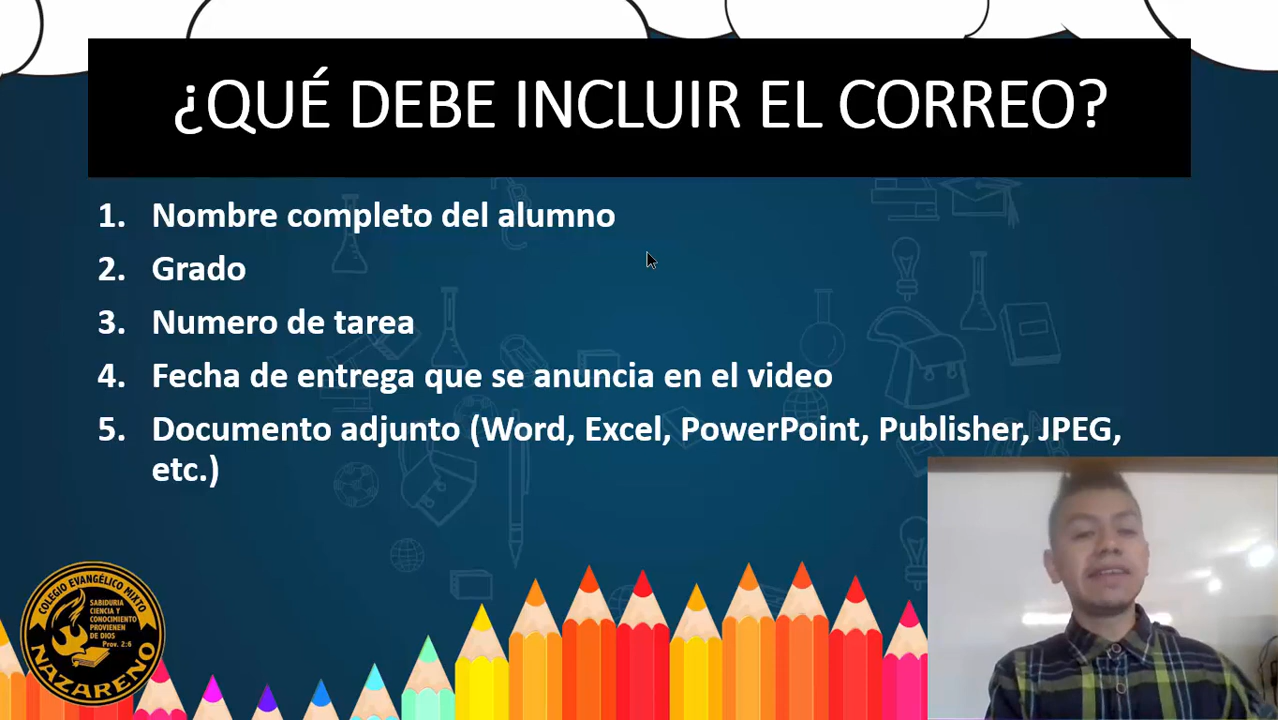 ¿QUÉ DEBE INCLUIR EL CORREO?
1. Nombre completo del alumno
2. Grado
3. Numero de tarea
4. Fecha de entrega que se anuncia en el video
5. Documento adjunto (Word, Excel, PowerPoint, Publisher, JPEG,
etc.)
COLEGIO EVANGÉLICO MIXTO
SABIDURIA
CIENCIA Y
CONOCIMIENTO
PROVIENEN
DE DIOS
Prov. 2:6
NAZARENO